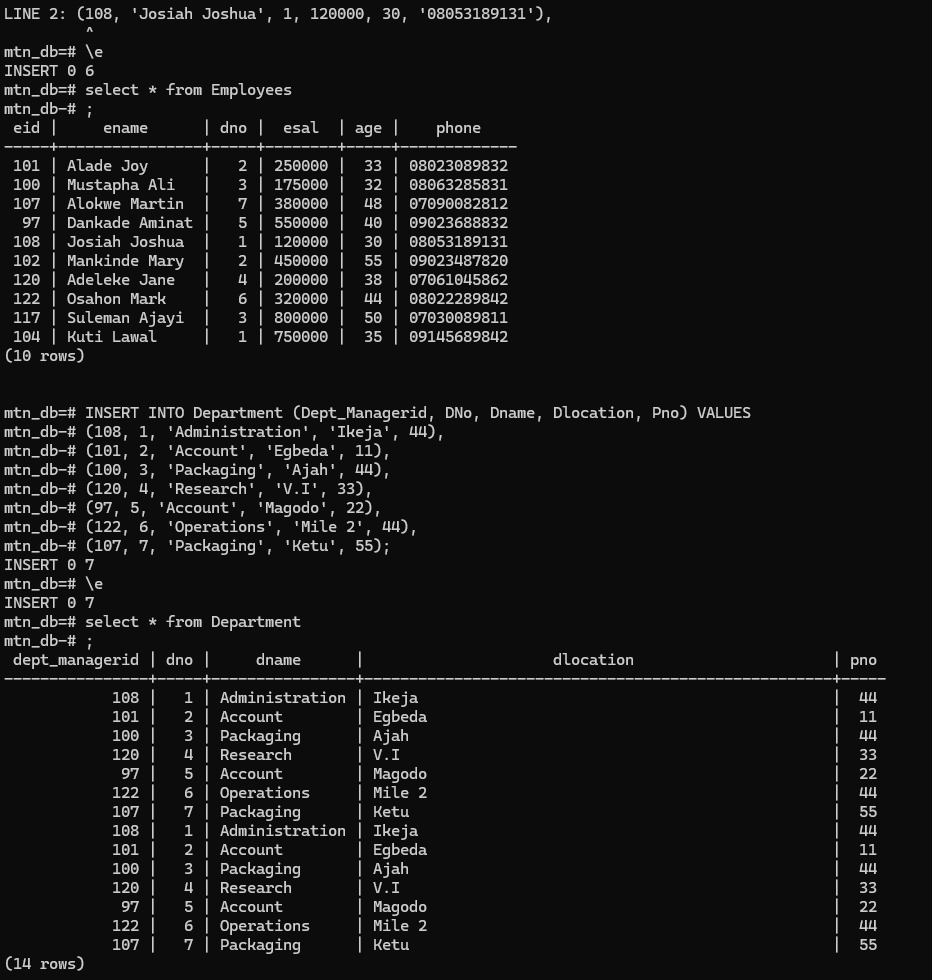 LINE 2: (108, 'Josiah Joshua', 1, 120000, 30, '08053189131'),
         ^
mtn_db=# \e
INSERT 0 6
mtn_db=# select * from Employees
mtn_db-# ;
 eid |     ename      | dno |  esal  | age |    phone
-----+----------------+-----+--------+-----+-------------
 101 | Alade Joy      |   2 | 250000 |  33 | 08023089832
 100 | Mustapha Ali   |   3 | 175000 |  32 | 08063285831
 107 | Alokwe Martin  |   7 | 380000 |  48 | 07090082812
  97 | Dankade Aminat |   5 | 550000 |  40 | 09023688832
 108 | Josiah Joshua  |   1 | 120000 |  30 | 08053189131
 102 | Mankinde Mary  |   2 | 450000 |  55 | 09023487820
 120 | Adeleke Jane   |   4 | 200000 |  38 | 07061045862
 122 | Osahon Mark    |   6 | 320000 |  44 | 08022289842
 117 | Suleman Ajayi  |   3 | 800000 |  50 | 07030089811
 104 | Kuti Lawal     |   1 | 750000 |  35 | 09145689842
(10 rows)
mtn_db=# INSERT INTO Department (Dept_Managerid, DNo, Dname, Dlocation, Pno) VALUES
mtn_db-# (108, 1, 'Administration', 'Ikeja', 44),
mtn_db-# (101, 2, 'Account', 'Egbeda', 11),
mtn_db-# (100, 3, 'Packaging', 'Ajah', 44),
mtn_db-# (120, 4, 'Research', 'V.I', 33),
mtn_db-# (97, 5, 'Account', 'Magodo', 22),
mtn_db-# (122, 6, 'Operations', 'Mile 2', 44),
mtn_db-# (107, 7, 'Packaging', 'Ketu', 55);
INSERT 0 7
mtn_db=# \e
INSERT 0 7
mtn_db=# select * from Department
mtn_db-# ;
 dept_managerid | dno |     dname      |                     dlocation                      | pno
----------------+-----+----------------+----------------------------------------------------+-----
            108 |   1 | Administration | Ikeja                                              |  44
            101 |   2 | Account        | Egbeda                                             |  11
            100 |   3 | Packaging      | Ajah                                               |  44
            120 |   4 | Research       | V.I                                                |  33
             97 |   5 | Account        | Magodo                                             |  22
            122 |   6 | Operations     | Mile 2                                             |  44
            107 |   7 | Packaging      | Ketu                                               |  55
            108 |   1 | Administration | Ikeja                                              |  44
            101 |   2 | Account        | Egbeda                                             |  11
            100 |   3 | Packaging      | Ajah                                               |  44
            120 |   4 | Research       | V.I                                                |  33
             97 |   5 | Account        | Magodo                                             |  22
            122 |   6 | Operations     | Mile 2                                             |  44
            107 |   7 | Packaging      | Ketu                                               |  55
(14 rows)